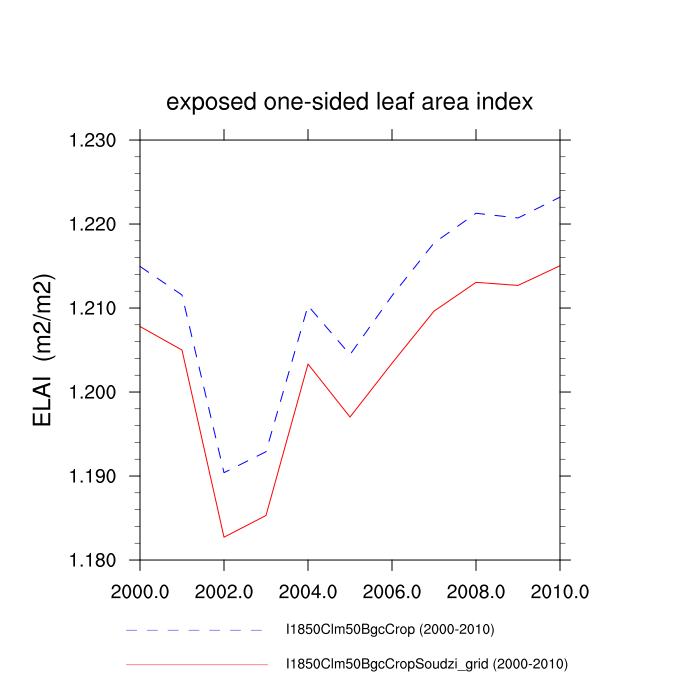 exposed one-sided leaf area index
1.230
1.220
1.210
1.200
1.190
1.180
ELAI (m2/m2)
2000.0 2002.0 2004.0 2006.0 2008.0 2010.0
I1850Clm50BgcCrop (2000-2010)
I1850Clm50BgcCropSoudzi_grid (2000-2010)